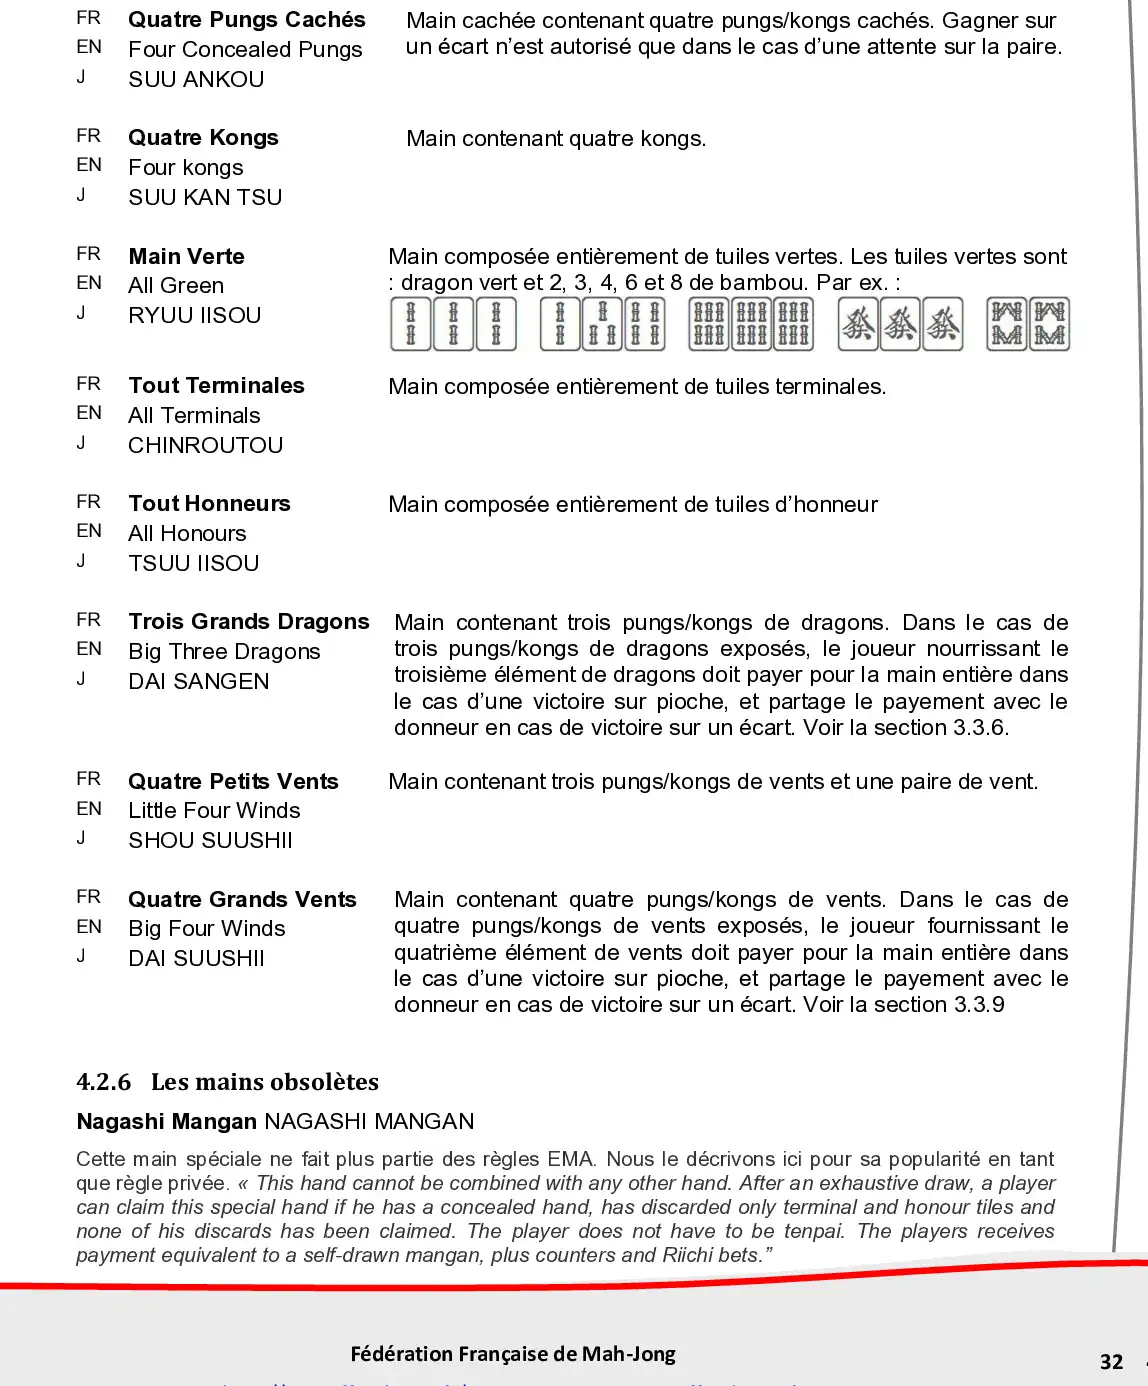 FR Quatre Pungs Cachés Main cachée contenant quatre pungs/kongs cachés. Gagner sur
EN Four Concealed Pungs un écart n’est autorisé que dans le cas d’une attente sur la paire.
J SUU ANKOU
FR Quatre Kongs Main contenant quatre kongs.
EN Four kongs
J SUU KAN TSU
FR Main Verte Main composée entièrement de tuiles vertes. Les tuiles vertes sont
EN All Green : dragon vert et 2, 3, 4, 6 et 8 de bambou. Par ex. :
J RYUU IISOU
發 發 發
FR Tout Terminales Main composée entièrement de tuiles terminales.
EN All Terminals
J CHINROUTOU
FR Tout Honneurs Main composée entièrement de tuiles d’honneur
EN All Honours
J TSUU IISOU
FR Trois Grands Dragons Main contenant trois pungs/kongs de dragons. Dans le cas de
EN Big Three Dragons trois pungs/kongs de dragons exposés, le joueur nourrissant le
J DAI SANGEN troisième élément de dragons doit payer pour la main entière dans
le cas d’une victoire sur pioche, et partage le payement avec le
donneur en cas de victoire sur un écart. Voir la section 3.3.6.
FR Quatre Petits Vents Main contenant trois pungs/kongs de vents et une paire de vent.
EN Little Four Winds
J SHOU SUUSHII
FR Quatre Grands Vents Main contenant quatre pungs/kongs de vents. Dans le cas de
EN Big Four Winds quatre pungs/kongs de vents exposés, le joueur fournissant le
J DAI SUUSHII quatrième élément de vents doit payer pour la main entière dans
le cas d’une victoire sur pioche, et partage le payement avec le
donneur en cas de victoire sur un écart. Voir la section 3.3.9
4.2.6 Les mains obsolètes
Nagashi Mangan NAGASHI MANGAN
Cette main spéciale ne fait plus partie des règles EMA. Nous le décrivons ici pour sa popularité en tant
que règle privée. « This hand cannot be combined with any other hand. After an exhaustive draw, a player
can claim this special hand if he has a concealed hand, has discarded only terminal and honour tiles and
none of his discards has been claimed. The player does not have to be tenpai. The players receives
payment equivalent to a self-drawn mangan, plus counters and Riichi bets.”
Fédération Française de Mah-Jong
32